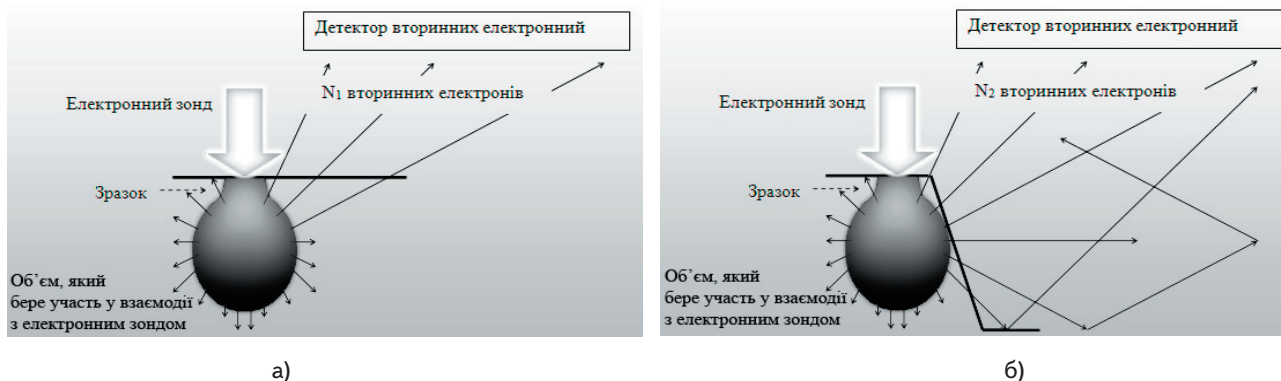 Детектор вторинних електронний
N₁ вторинних електронів
Електронний зонд
Зразок
Об’єм, який
бере участь у взаємодії
з електронним зондом
а)
Детектор вторинних електронний
N₂ вторинних електронів
Електронний зонд
Зразок
Об’єм, який
бере участь у взаємодії
з електронним зондом
б)